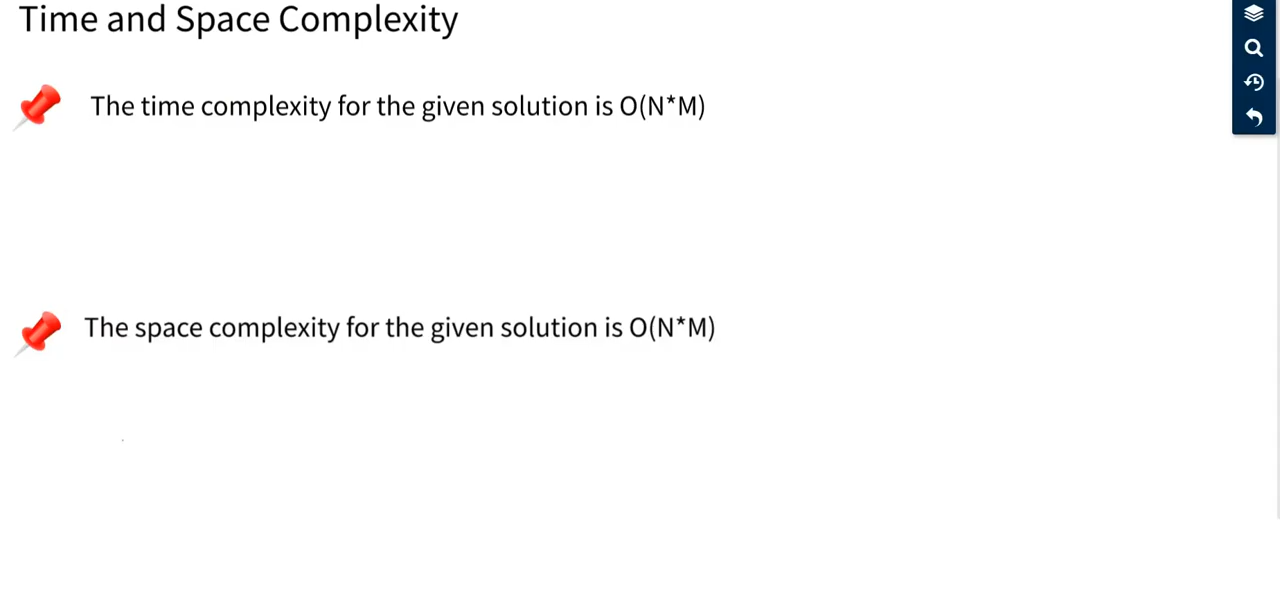 Time and Space Complexity
The time complexity for the given solution is O(N*M)
The space complexity for the given solution is O(N*M)